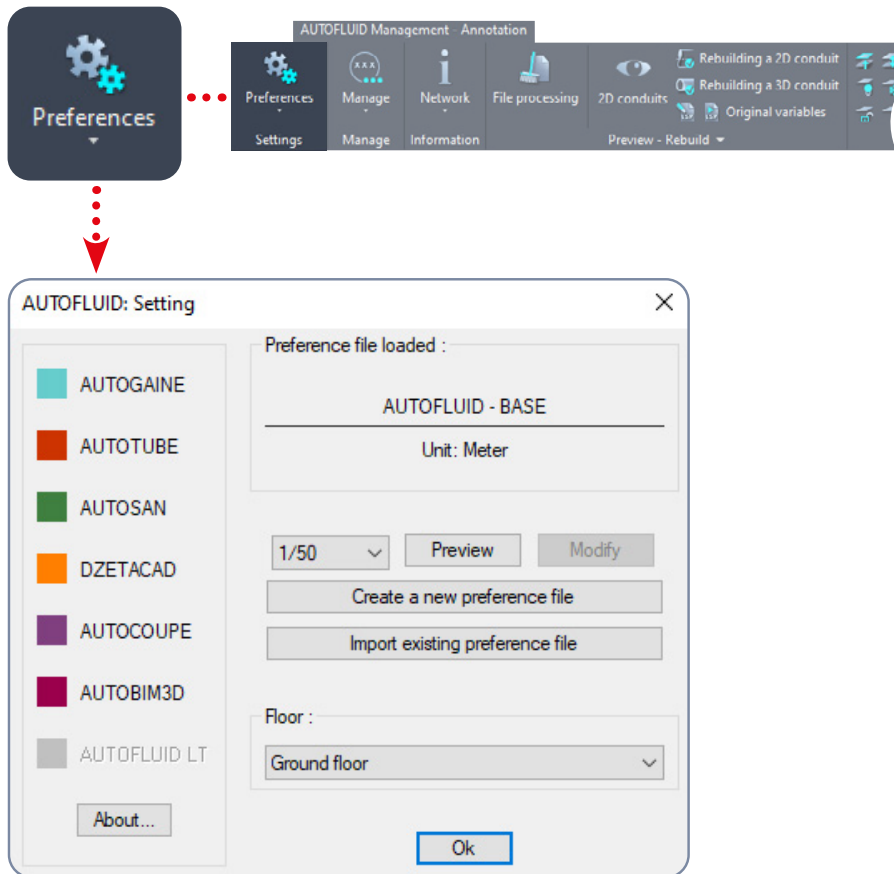 Preferences
AUTOFLUID Management - Annotation
Preferences
Manage
Network
File processing
2D conduits
Rebuilding a 2D conduit
Rebuilding a 3D conduit
Original variables
Settings
Manage
Information
Preview - Rebuild
AUTOFLUID: Setting
AUTOGAINE
AUTOTUBE
AUTOSAN
DZETACAD
AUTOCOUPE
AUTOBIM3D
AUTOFLUID LT
About...
Preference file loaded :
AUTOFLUID - BASE
Unit: Meter
1/50
Preview
Modify
Create a new preference file
Import existing preference file
Floor :
Ground floor
Ok